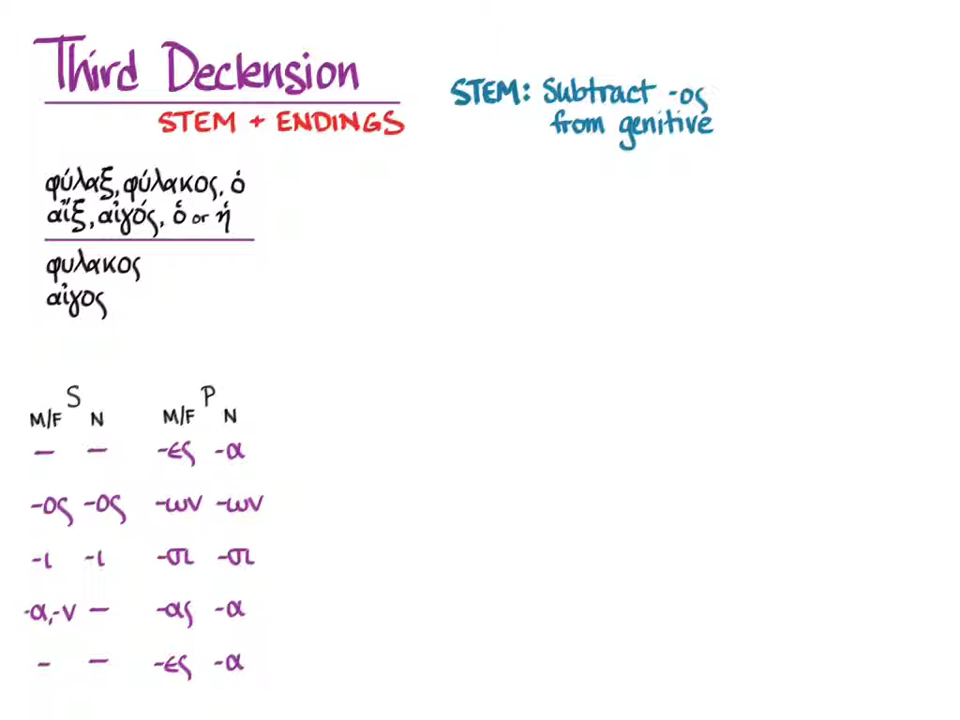 Third Declension
STEM + ENDINGS
STEM: Subtract -ος
from genitive
φύλαξ, φύλακος, ὁ
αἴξ, αἰγός, ὁ or ἡ
φυλακος
αἰγος
S P
M/F N M/F N
– – -ες -α
-ος -ος -ων -ων
-ι -ι -σι -σι
-α,-ν – -ας -α
- – -ες -α